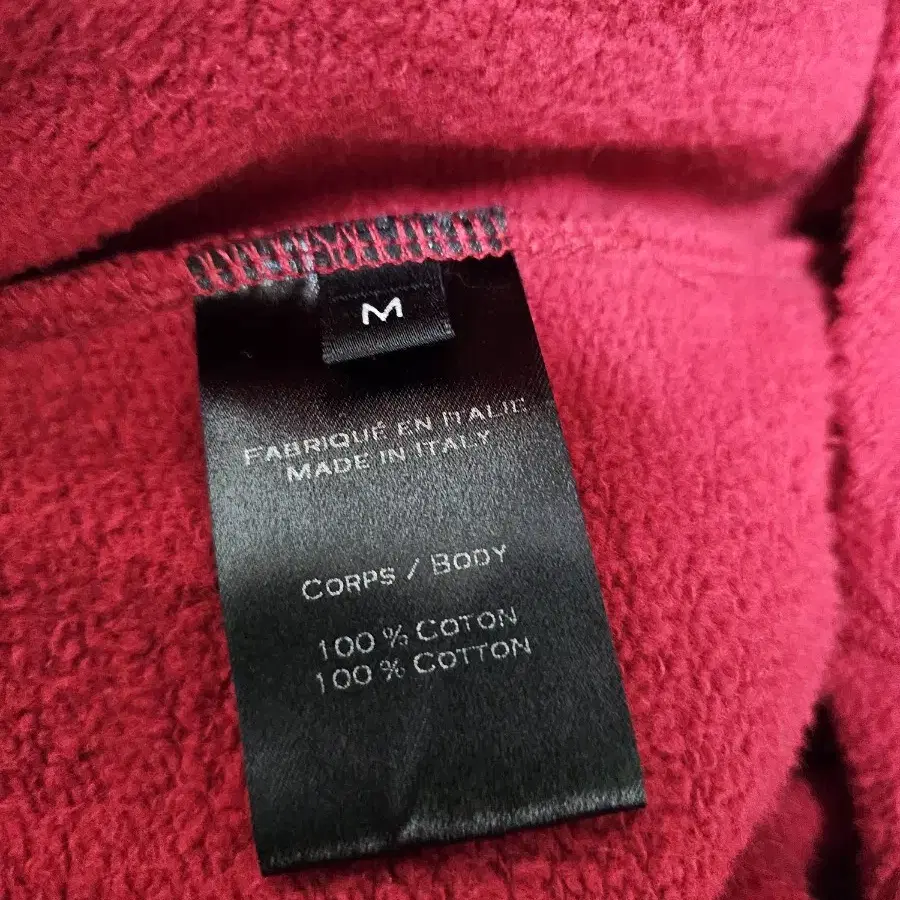 M
FABRIQUÉ EN ITALIE
MADE IN ITALY
CORPS / BODY
100 % COTON
100 % COTTON